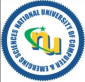 NATIONAL UNIVERSITY OF COMPUTER & EMERGING SCIENCES